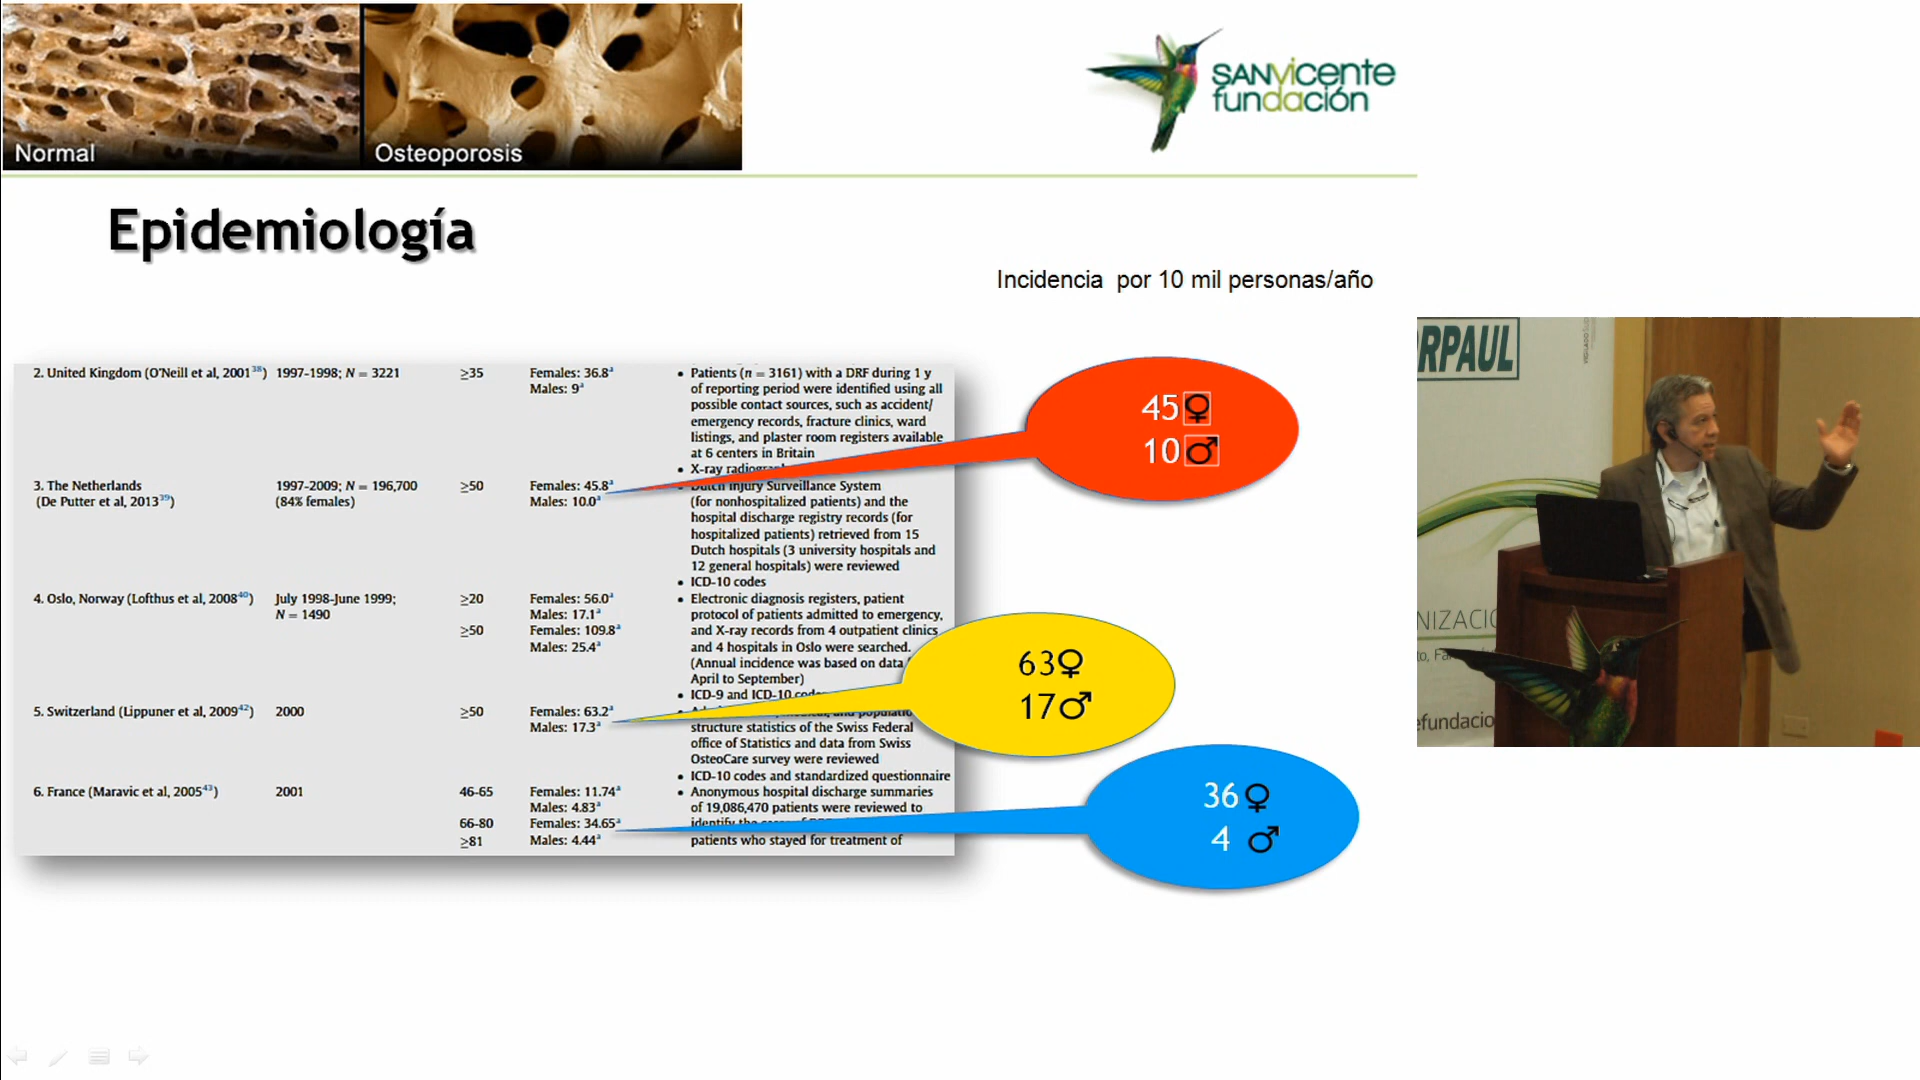 Normal
Osteoporosis
SANVICENTE
fundación
Epidemiología
Incidencia por 10 mil personas/año
2. United Kingdom (O'Neill et al, 2001³⁸) 1997-1998; N = 3221 ≥35 Females: 36.8ª • Patients (n = 3161) with a DRF during 1 y
Males: 9ª of reporting period were identified using all
possible contact sources, such as accident/
emergency records, fracture clinics, ward
listings, and plaster room registers available
at 6 centers in Britain
• X-ray
3. The Netherlands 1997-2009; N = 196,700 ≥50 Females: 45.8ª Dutch Injury Surveillance System
(De Putter et al, 2013³⁹) (84% females) Males: 10.0ª (for nonhospitalized patients) and the
hospital discharge registry records (for
hospitalized patients) retrieved from 15
Dutch hospitals (3 university hospitals and
12 general hospitals) were reviewed
• ICD-10 codes
4. Oslo, Norway (Lofthus et al, 2008⁴⁰) July 1998-June 1999; ≥20 Females: 56.0ª • Electronic diagnosis registers, patient
N = 1490 Males: 17.1ª protocol of patients admitted to emergency,
≥50 Females: 109.8ª and X-ray records from 4 outpatient clinics
Males: 25.4ª and 4 hospitals in Oslo were searched.
(Annual incidence was based on data
April to September)
• ICD-9 and ICD-10
5. Switzerland (Lippuner et al, 2009⁴²) 2000 ≥50 Females: 63.2ª
Males: 17.3ª structure statistics of the Swiss Federal
office of Statistics and data from Swiss
OsteoCare survey were reviewed
• ICD-10 codes and standardized questionnaire
6. France (Maravic et al, 2005⁴³) 2001 46-65 Females: 11.74ª • Anonymous hospital discharge summaries
Males: 4.83ª of 19,086,470 patients were reviewed to
66-80 Females: 34.65ª
≥81 Males: 4.44ª patients who stayed for treatment of
45♀
10♂
63♀
17♂
36♀
4 ♂
RPAUL
NIZACIÓ
efundacio